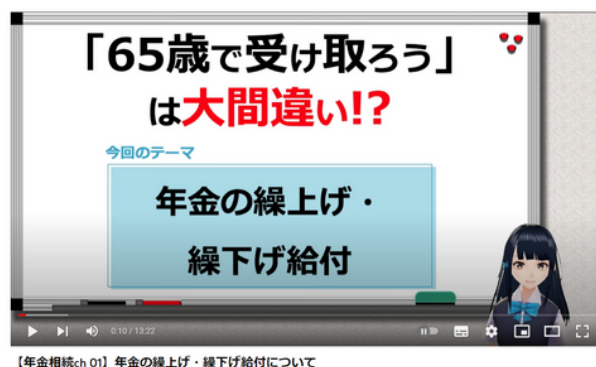 「65歳で受け取ろう」
は大間違い!?
今回のテーマ
年金の繰上げ・
繰下げ給付
0:10 / 13:22
【年金相続ch 01】年金の繰上げ・繰下げ給付について